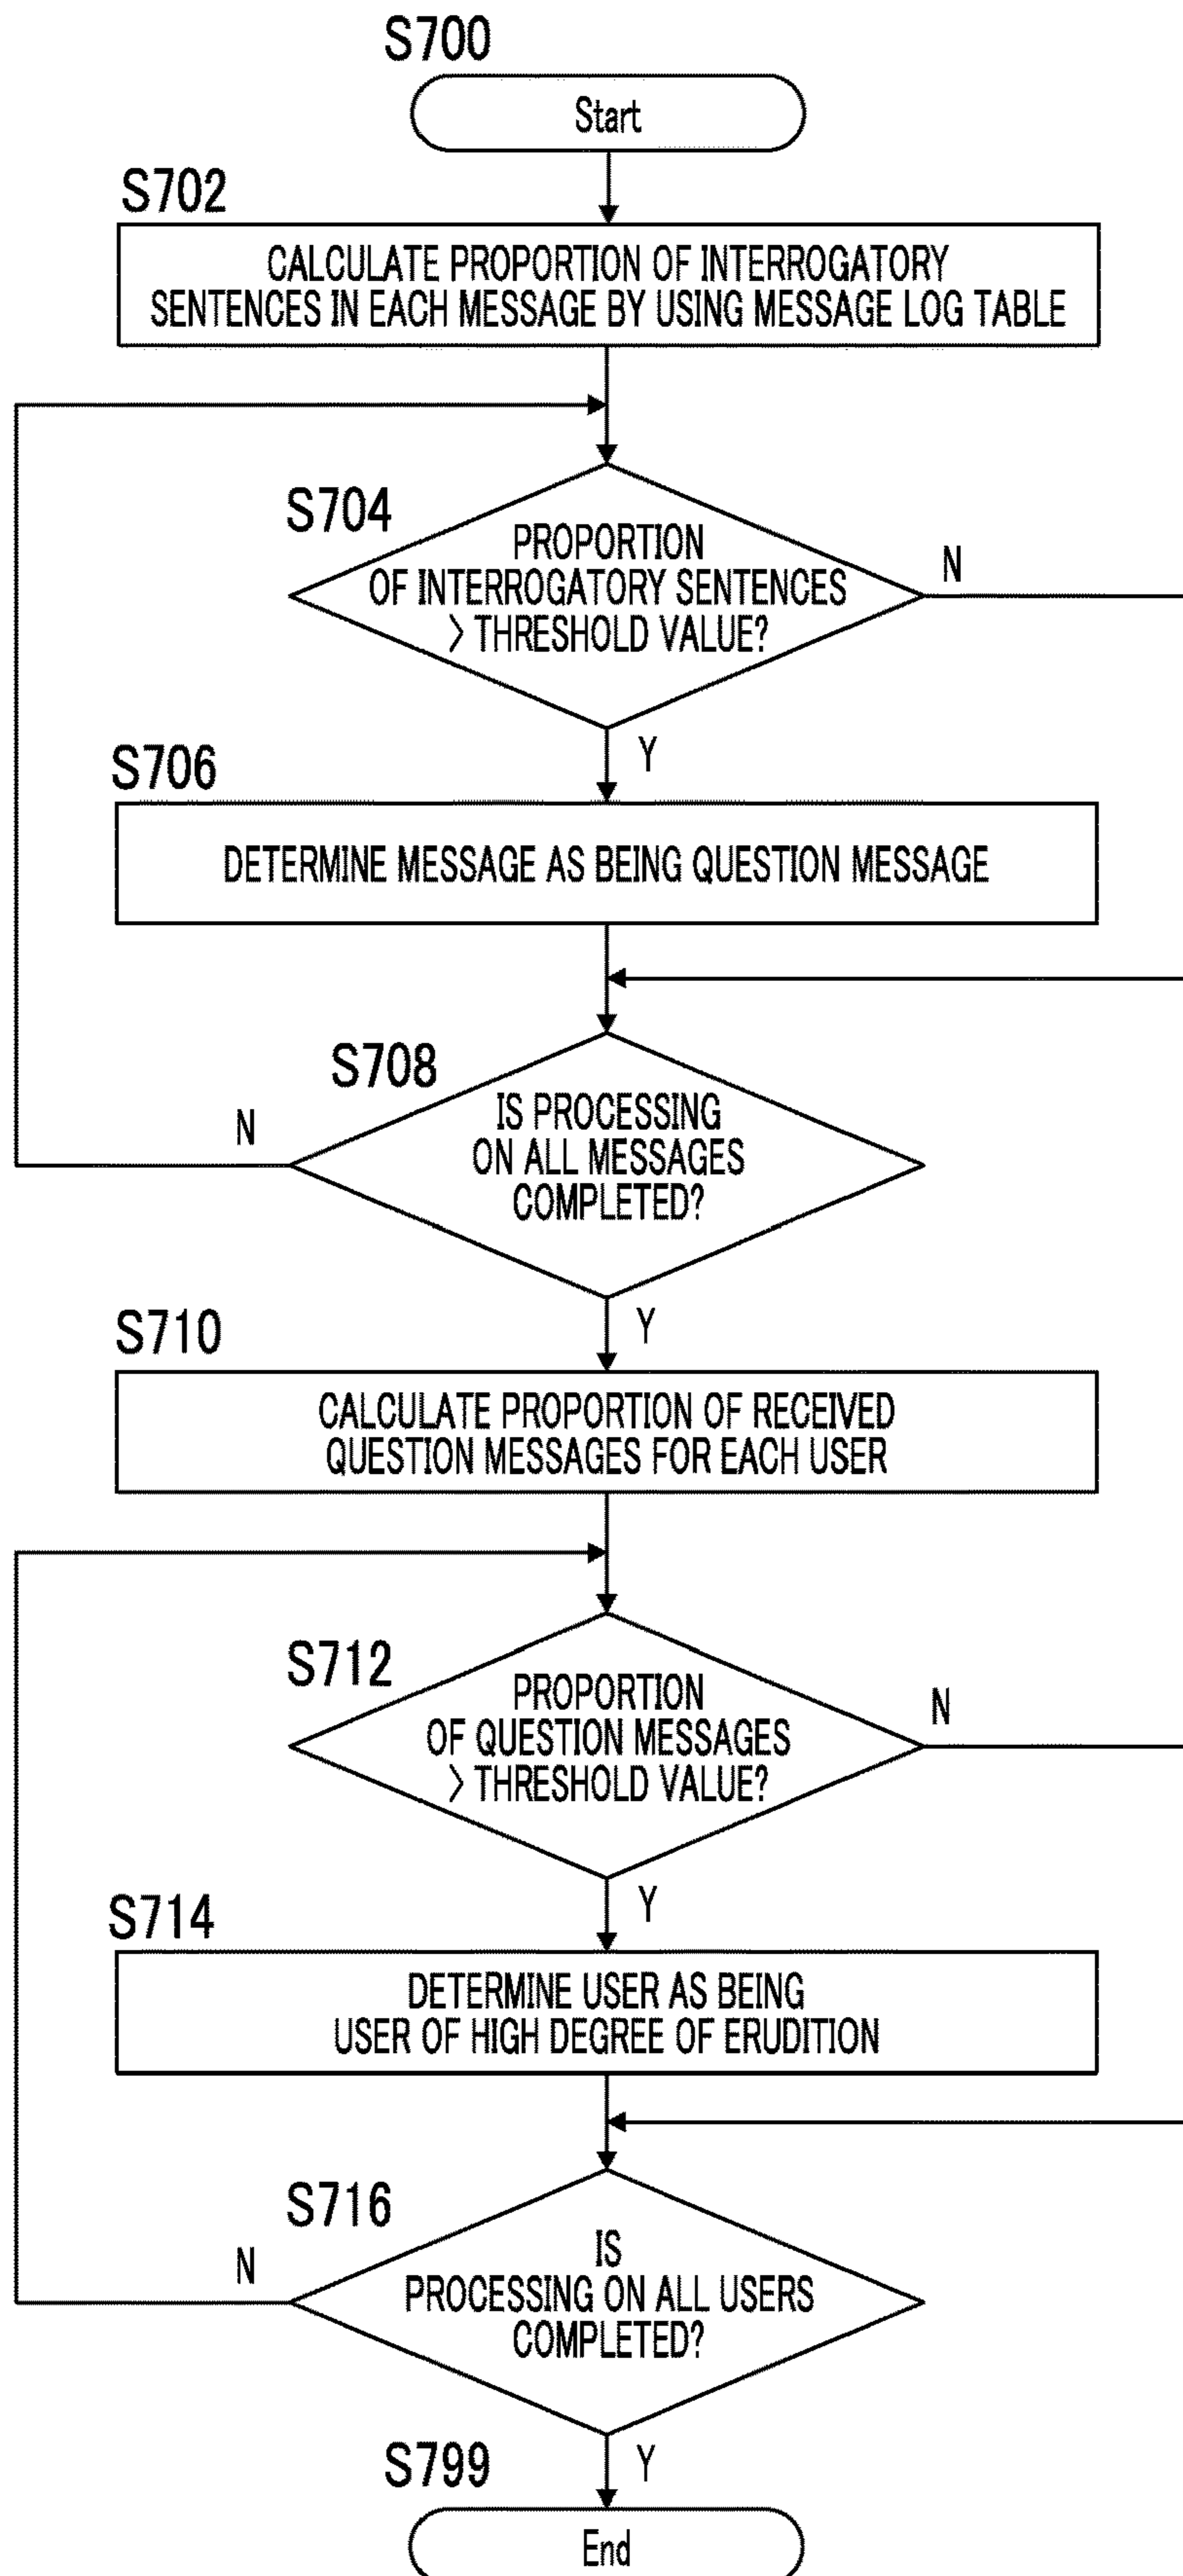 S700
Start
S702
CALCULATE PROPORTION OF INTERROGATORY
SENTENCES IN EACH MESSAGE BY USING MESSAGE LOG TABLE
S704
PROPORTION
OF INTERROGATORY SENTENCES
> THRESHOLD VALUE?
N
Y
S706
DETERMINE MESSAGE AS BEING QUESTION MESSAGE
S708
IS PROCESSING
ON ALL MESSAGES
COMPLETED?
N
Y
S710
CALCULATE PROPORTION OF RECEIVED
QUESTION MESSAGES FOR EACH USER
S712
PROPORTION
OF QUESTION MESSAGES
> THRESHOLD VALUE?
N
Y
S714
DETERMINE USER AS BEING
USER OF HIGH DEGREE OF ERUDITION
S716
IS
PROCESSING ON ALL USERS
COMPLETED?
N
Y
S799
End